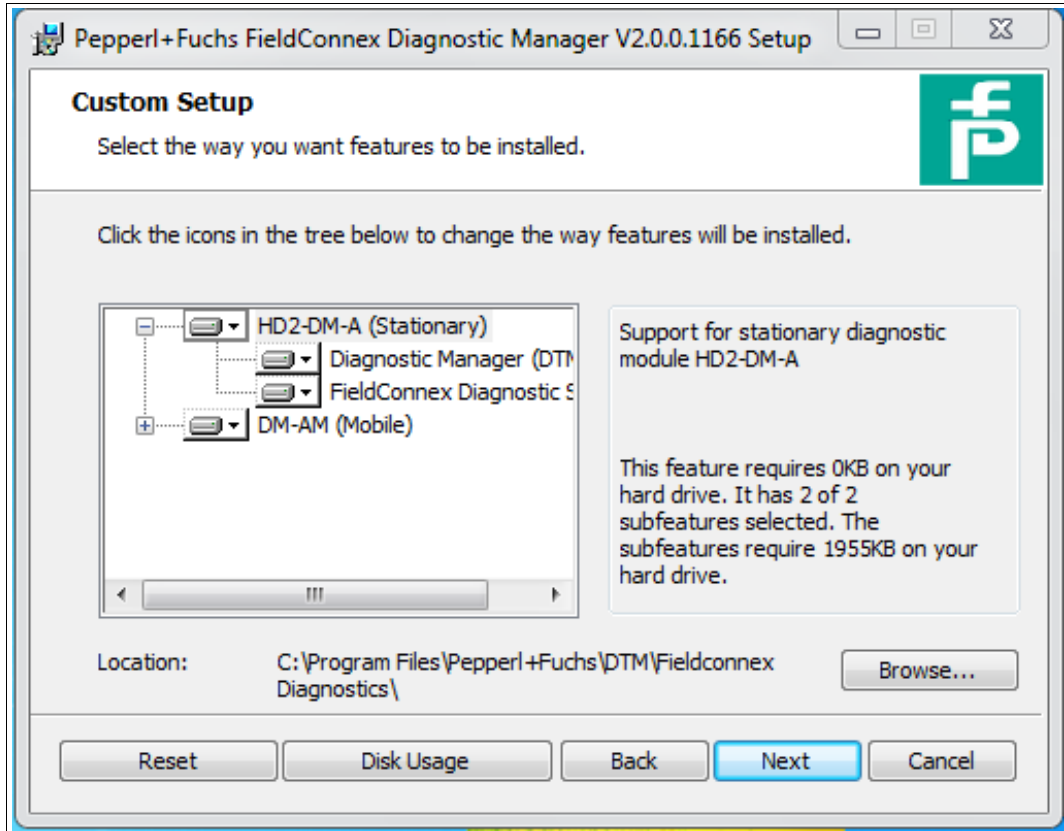 Pepperl+Fuchs FieldConnex Diagnostic Manager V2.0.0.1166 Setup
Custom Setup
Select the way you want features to be installed.
Click the icons in the tree below to change the way features will be installed.
HD2-DM-A (Stationary)
Diagnostic Manager (DTM
FieldConnex Diagnostic S
DM-AM (Mobile)
Support for stationary diagnostic
module HD2-DM-A
This feature requires 0KB on your
hard drive. It has 2 of 2
subfeatures selected. The
subfeatures require 1955KB on your
hard drive.
Location:
C:\Program Files\Pepperl+Fuchs\DTM\Fieldconnex
Diagnostics\
Browse...
Reset
Disk Usage
Back
Next
Cancel